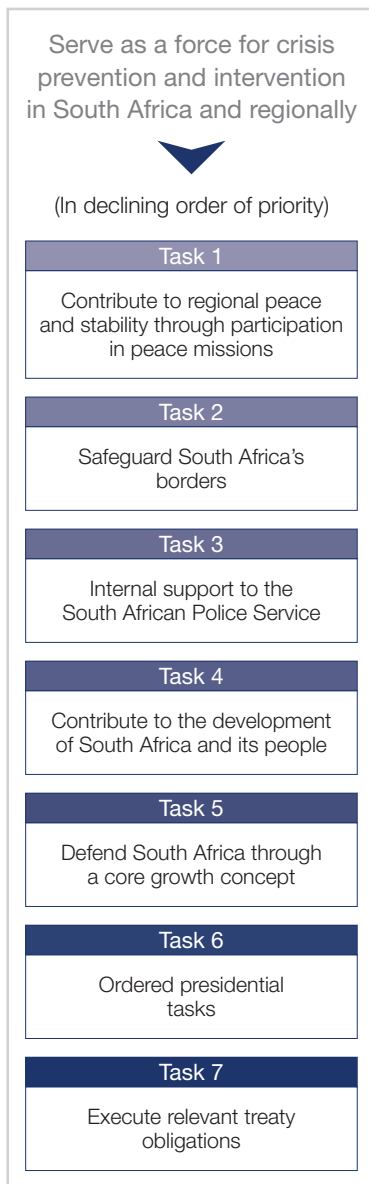 Serve as a force for crisis
prevention and intervention
in South Africa and regionally
(In declining order of priority)
Task 1
Contribute to regional peace
and stability through participation
in peace missions
Task 2
Safeguard South Africa’s
borders
Task 3
Internal support to the
South African Police Service
Task 4
Contribute to the development
of South Africa and its people
Task 5
Defend South Africa through
a core growth concept
Task 6
Ordered presidential
tasks
Task 7
Execute relevant treaty
obligations